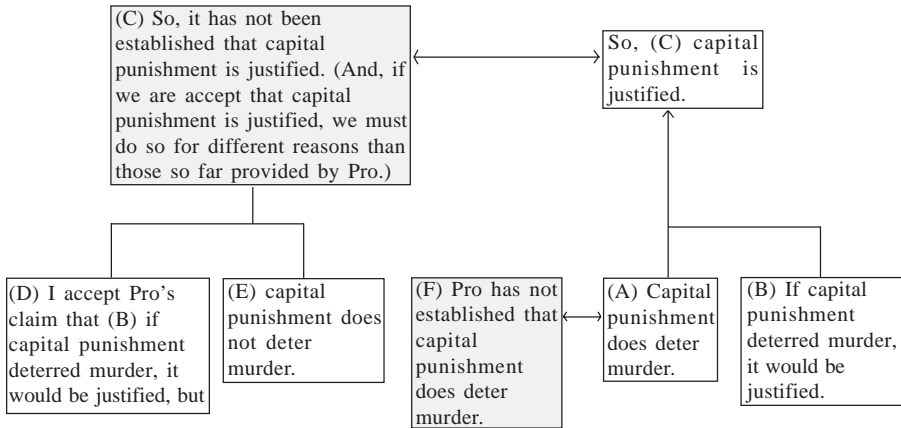 (C) So, it has not been
established that capital
punishment is justified. (And, if
we are accept that capital
punishment is justified, we must
do so for different reasons than
those so far provided by Pro.)
So, (C) capital
punishment is
justified.
(D) I accept Pro's
claim that (B) if
capital punishment
deterred murder, it
would be justified, but
(E) capital
punishment does
not deter
murder.
(F) Pro has not
established that
capital
punishment
does deter
murder.
(A) Capital
punishment
does deter
murder.
(B) If capital
punishment
deterred murder,
it would be
justified.